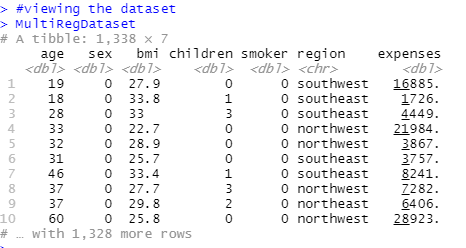 > #viewing the dataset
> MultiRegDataset
# A tibble: 1,338 × 7
age sex bmi children smoker region expenses
<dbl> <dbl> <dbl> <dbl> <dbl> <chr> <dbl>
1 19 0 27.9 0 0 southwest 16885.
2 18 0 33.8 1 0 southeast 1726.
3 28 0 33 3 0 southeast 4449.
4 33 0 22.7 0 0 northwest 21984.
5 32 0 28.9 0 0 northwest 3867.
6 31 0 25.7 0 0 southeast 3757.
7 46 0 33.4 1 0 southeast 8241.
8 37 0 27.7 3 0 northwest 7282.
9 37 0 29.8 2 0 northeast 6406.
10 60 0 25.8 0 0 northwest 28923.
# … with 1,328 more rows